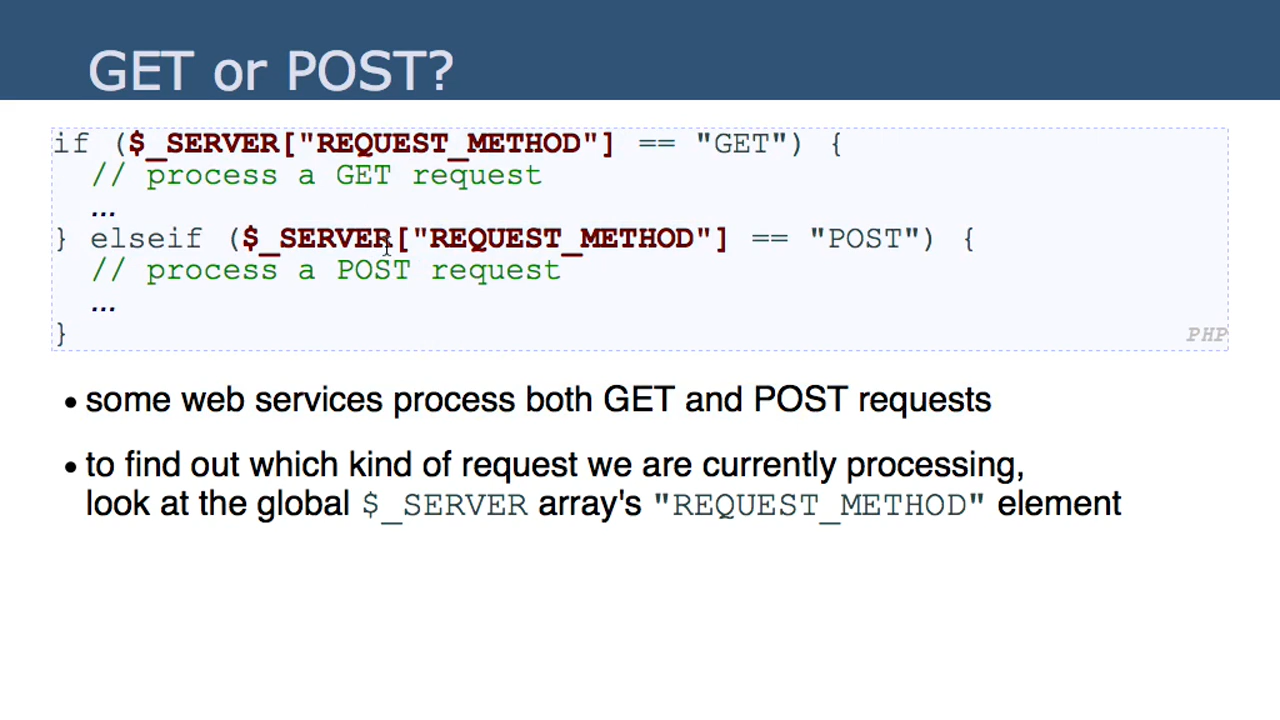 GET or POST?
if ($_SERVER["REQUEST_METHOD"] == "GET") {
  // process a GET request
  ...
} elseif ($_SERVER["REQUEST_METHOD"] == "POST") {
  // process a POST request
  ...
}
PHP
• some web services process both GET and POST requests
• to find out which kind of request we are currently processing,
look at the global $_SERVER array's "REQUEST_METHOD" element